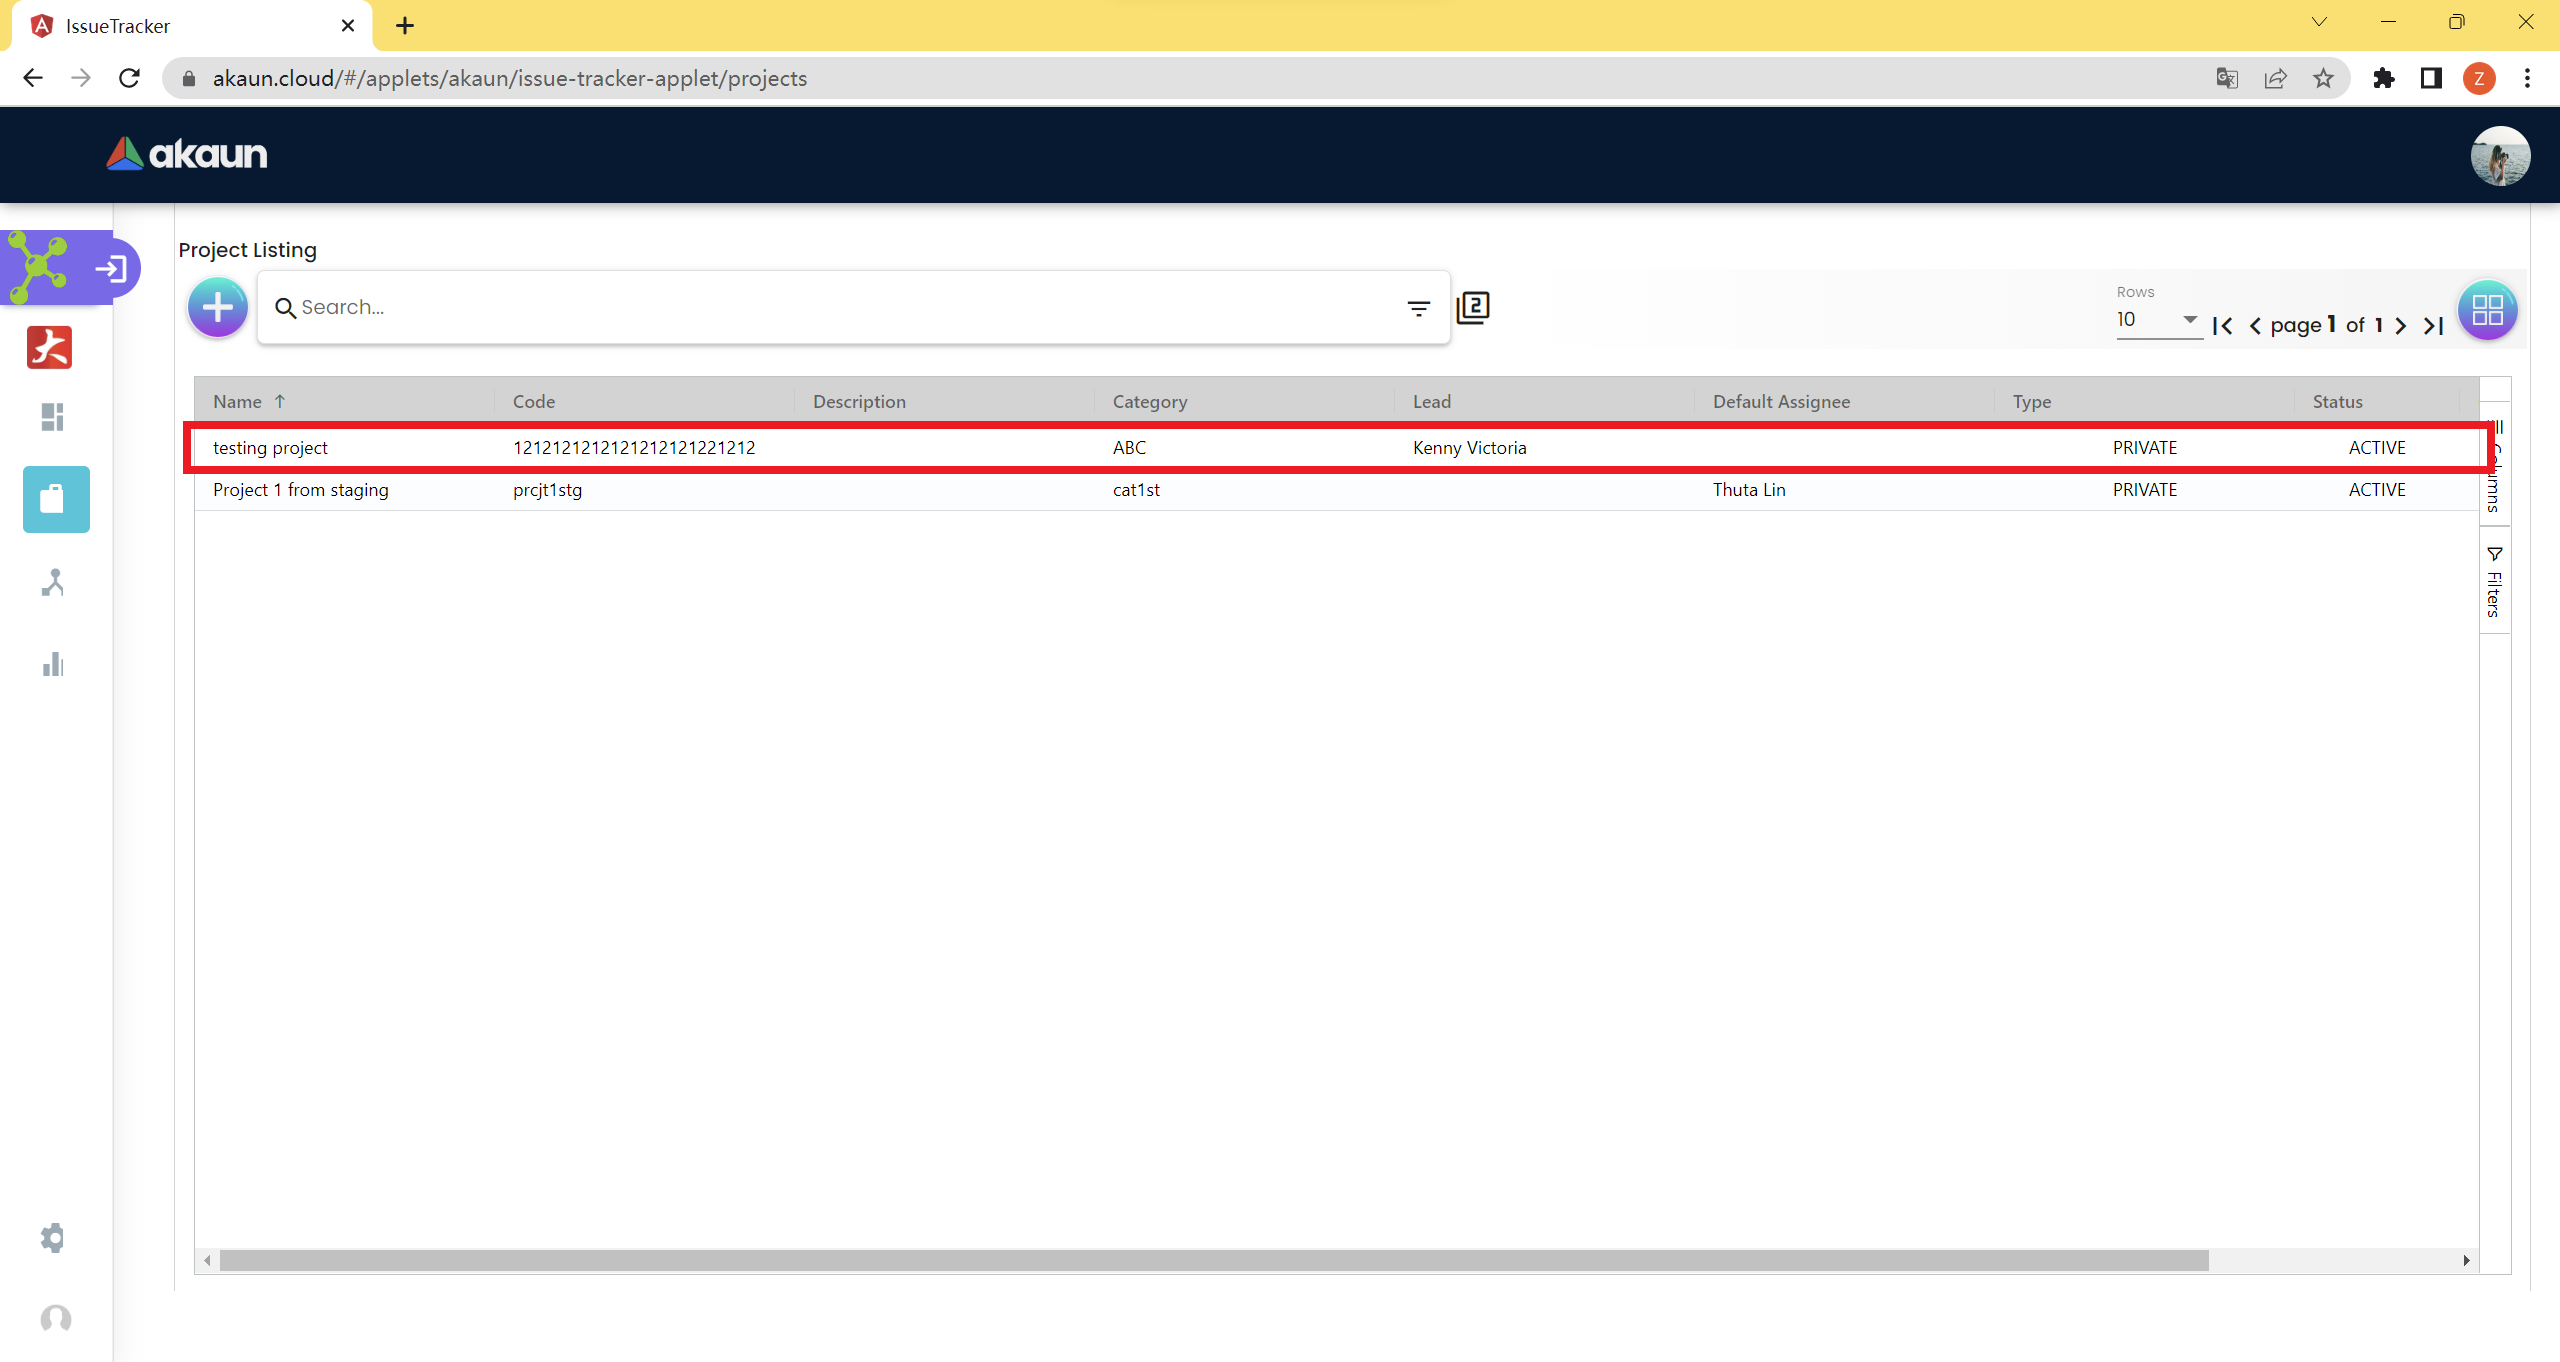 IssueTracker
akaun.cloud/#/applets/akaun/issue-tracker-applet/projects
Z
akaun
Project Listing
Search...
2
Rows
10
page 1 of 1
Name Code Description Category Lead Default Assignee Type Status
testing project 1212121212121212121221212 ABC Kenny Victoria PRIVATE ACTIVE
Project 1 from staging prcjt1stg cat1st Thuta Lin PRIVATE ACTIVE
Columns
Filters